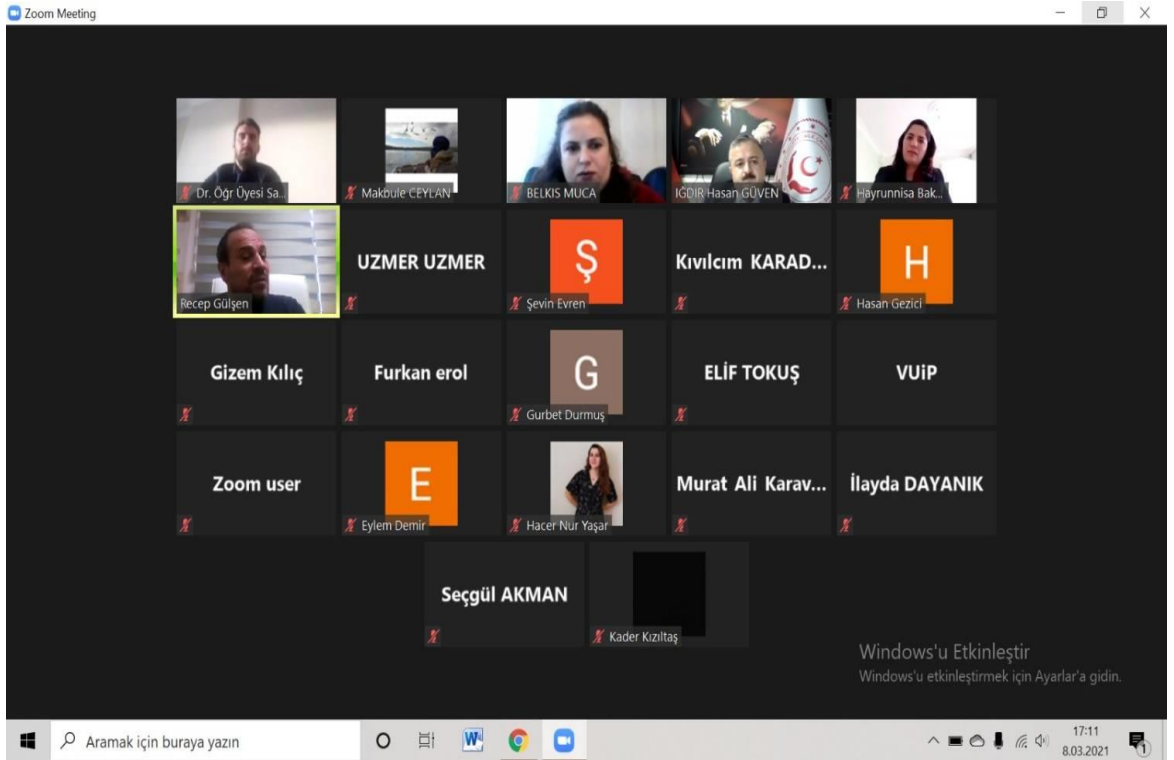 Zoom Meeting
Dr. Öğr Üyesi Sa...
Makbule CEYLAN
BELKIS MUCA
IĞDIR Hasan GÜVEN
Hayrunnisa Bak...
Recep Gülşen
UZMER UZMER
Ş
Şevin Evren
Kıvılcım KARAD...
H
Hasan Gezici
Gizem Kılıç
Furkan erol
G
Gurbet Durmuş
ELİF TOKUŞ
VUiP
Zoom user
E
Eylem Demir
Hacer Nur Yaşar
Murat Ali Karav...
İlayda DAYANIK
Seçgül AKMAN
Kader Kızıltaş
Windows'u Etkinleştir
Windows'u etkinleştirmek için Ayarlar'a gidin.
Aramak için buraya yazın
W
17:11
8.03.2021
1